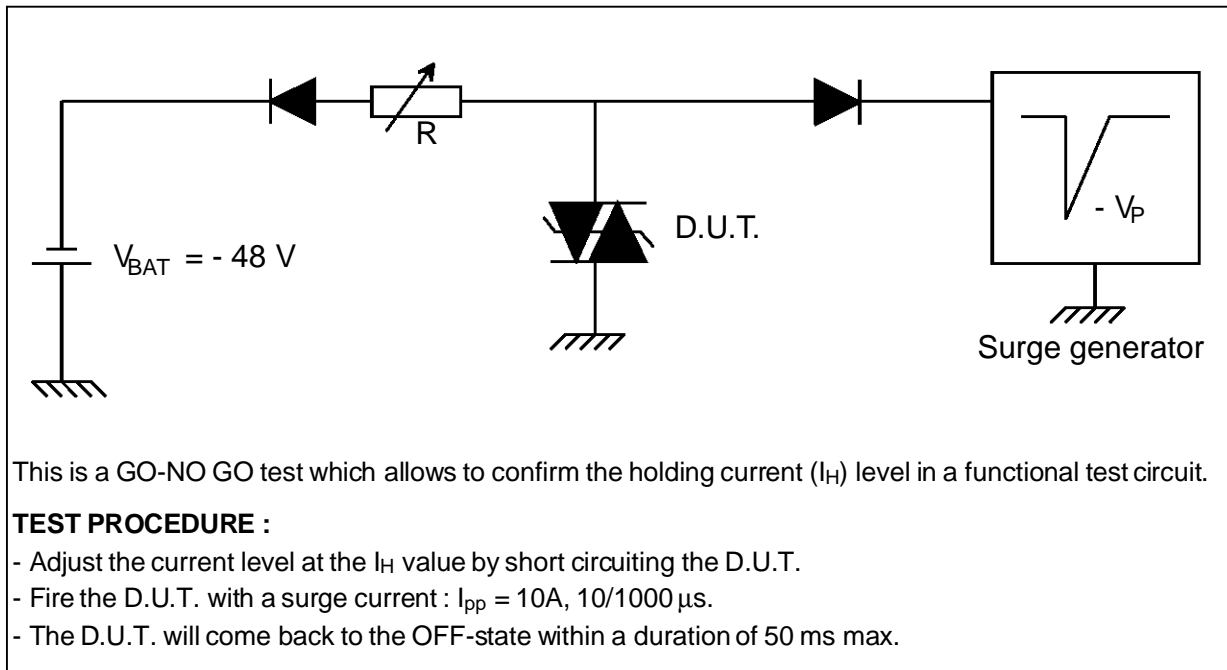 R
D.U.T.
- V_P
V_BAT = - 48 V
Surge generator
This is a GO-NO GO test which allows to confirm the holding current (I_H) level in a functional test circuit.
TEST PROCEDURE :
- Adjust the current level at the I_H value by short circuiting the D.U.T.
- Fire the D.U.T. with a surge current : I_pp = 10A, 10/1000 μs.
- The D.U.T. will come back to the OFF-state within a duration of 50 ms max.